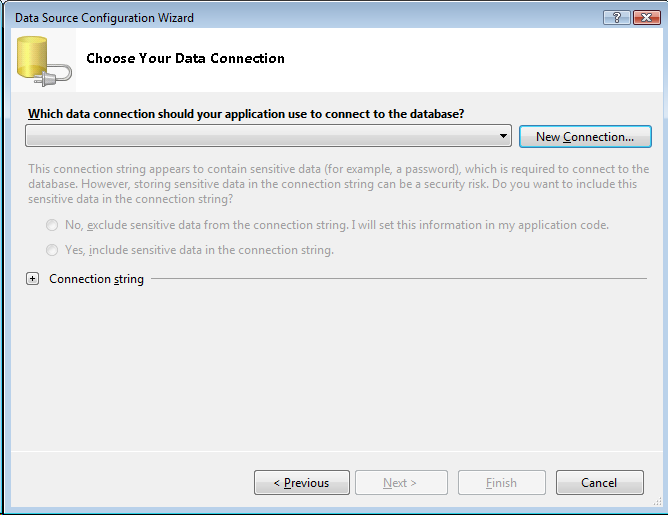 Data Source Configuration Wizard
?
Choose Your Data Connection
Which data connection should your application use to connect to the database?
New Connection...
This connection string appears to contain sensitive data (for example, a password), which is required to connect to the
database. However, storing sensitive data in the connection string can be a security risk. Do you want to include this
sensitive data in the connection string?
No, exclude sensitive data from the connection string. I will set this information in my application code.
Yes, include sensitive data in the connection string.
Connection string
< Previous
Next >
Finish
Cancel